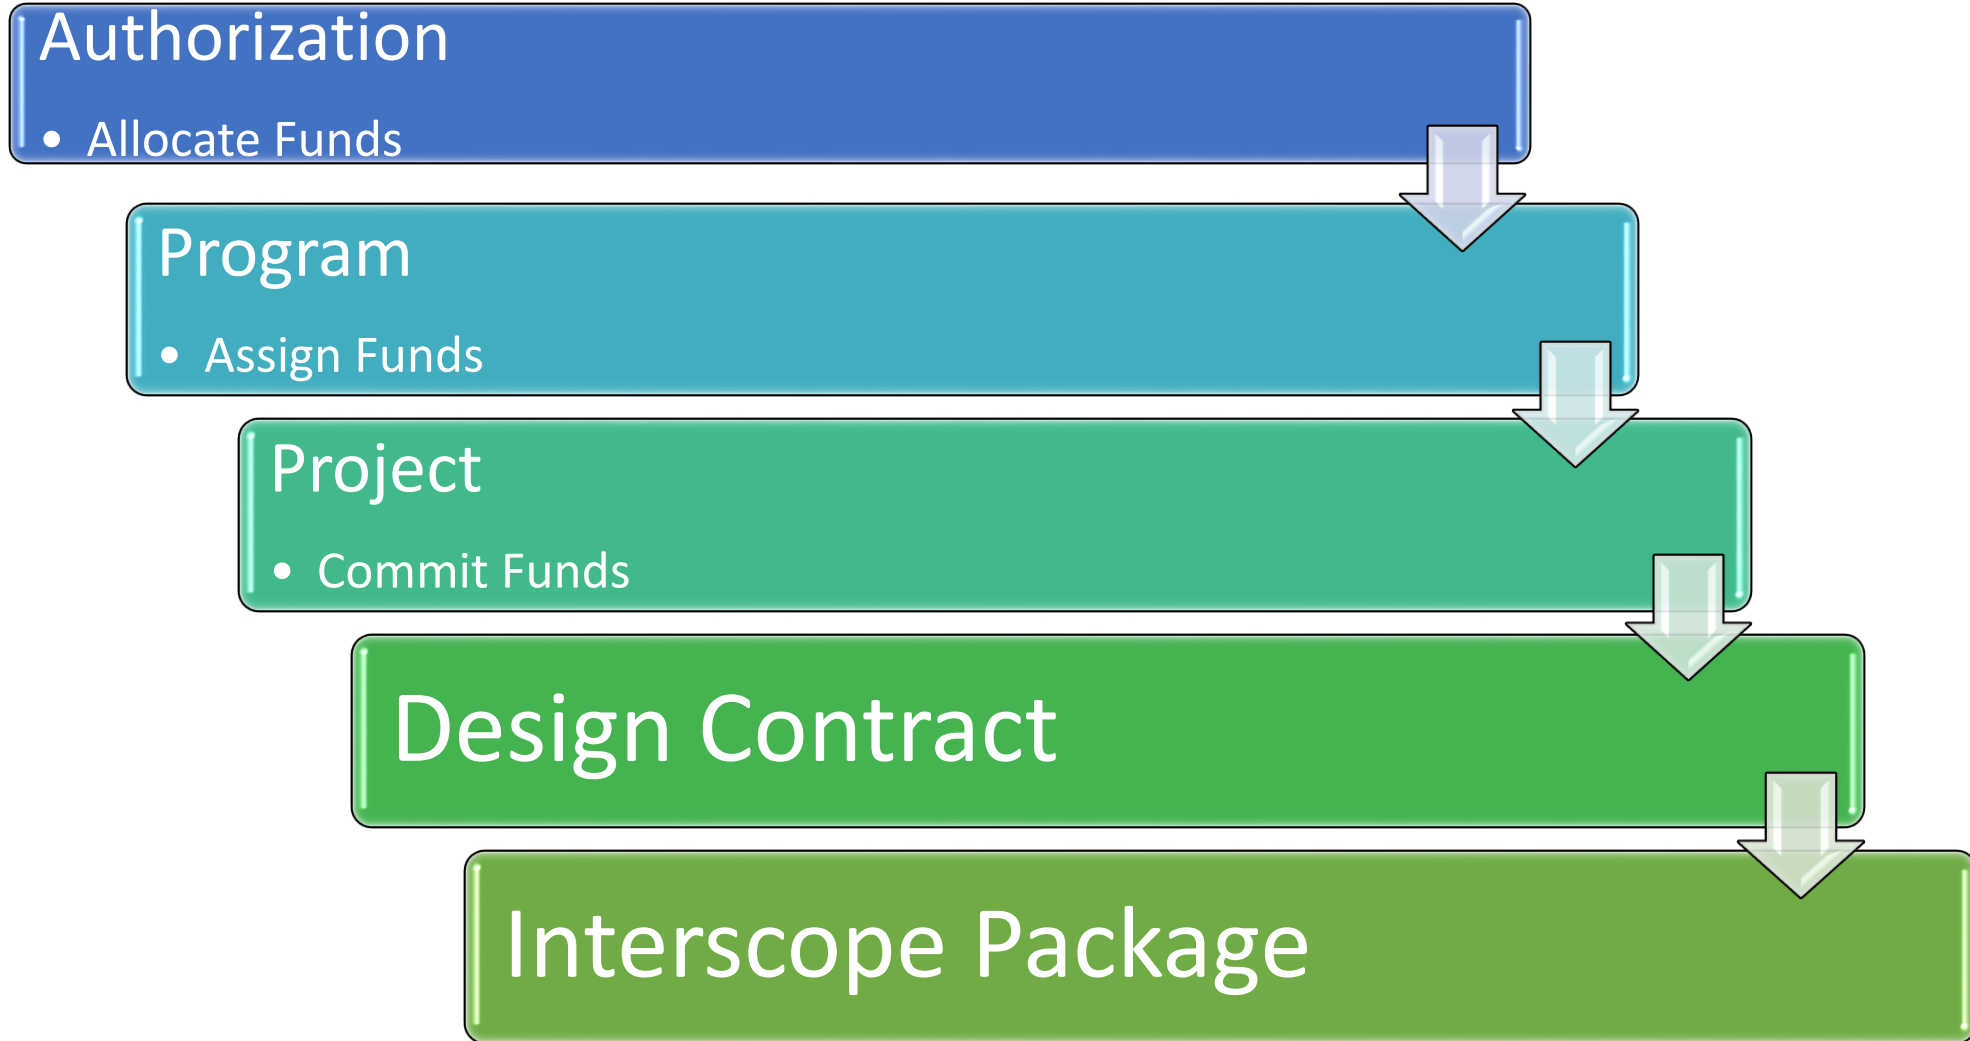 Authorization
• Allocate Funds
Program
• Assign Funds
Project
• Commit Funds
Design Contract
Interscope Package